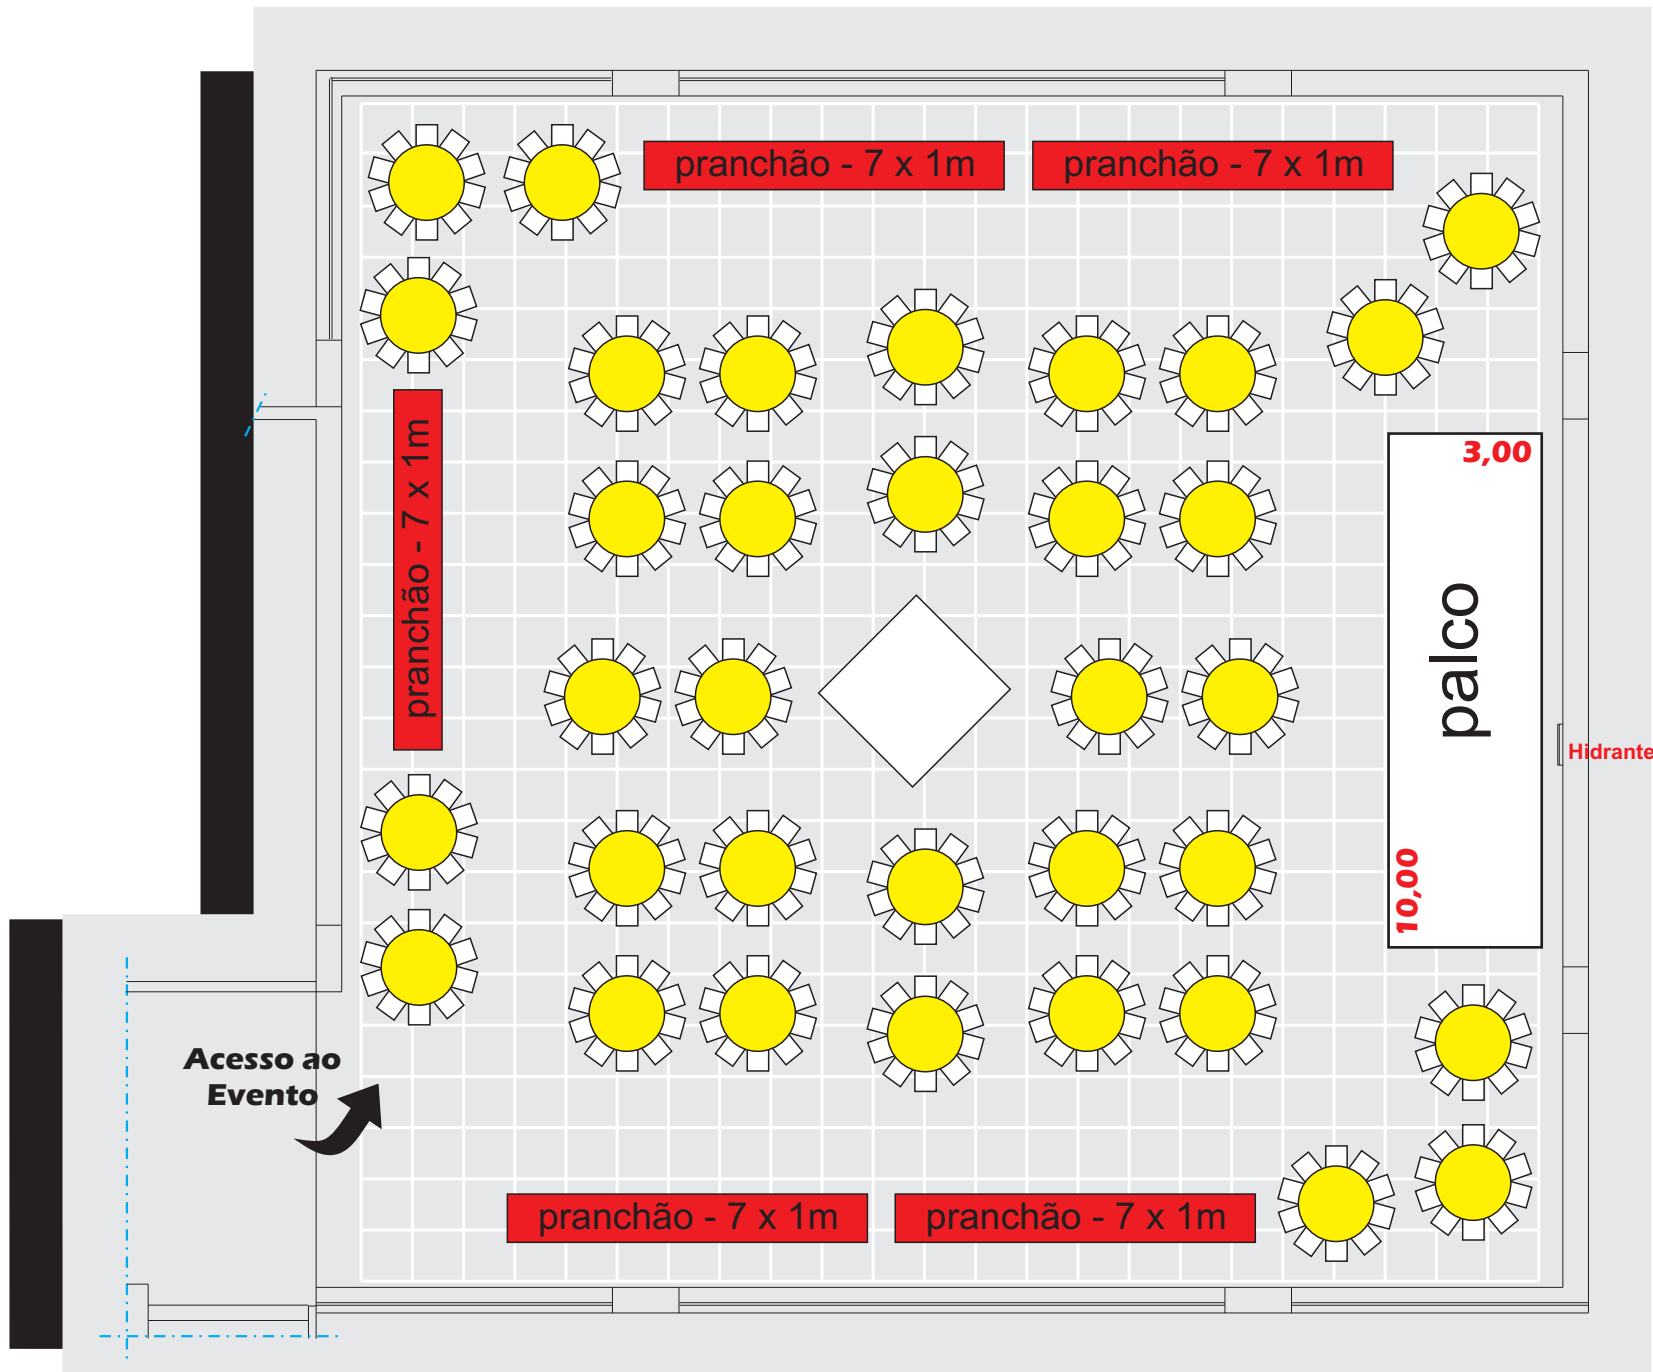 pranchão - 7 x 1m
pranchão - 7 x 1m
pranchão - 7 x 1m
3,00
palco
10,00
Hidrante
Acesso ao
Evento
pranchão - 7 x 1m
pranchão - 7 x 1m